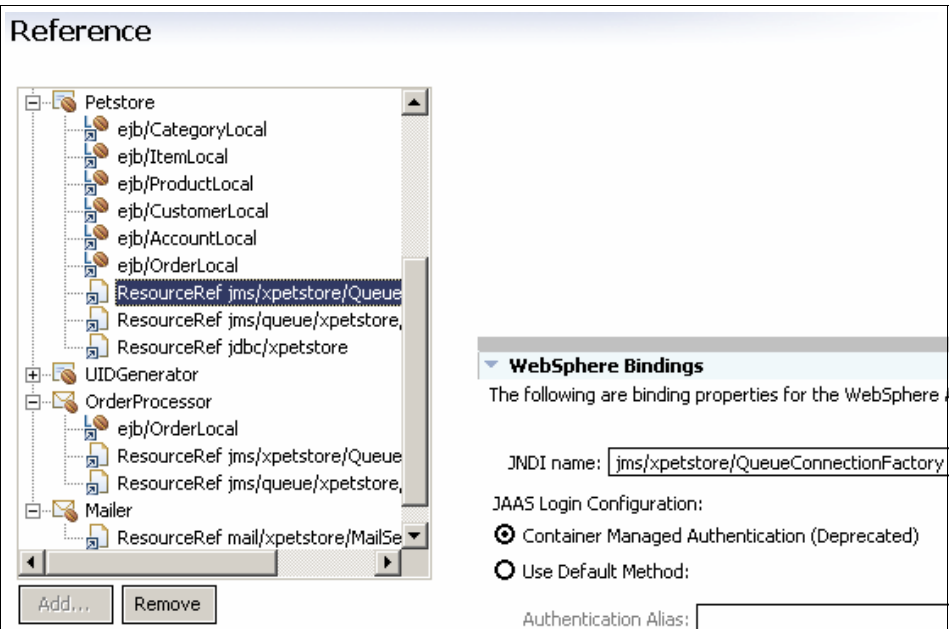 Reference
Petstore
ejb/CategoryLocal
ejb/ItemLocal
ejb/ProductLocal
ejb/CustomerLocal
ejb/AccountLocal
ejb/OrderLocal
ResourceRef jms/xpetstore/Queue
ResourceRef jms/queue/xpetstore,
ResourceRef jdbc/xpetstore
UIDGenerator
OrderProcessor
ejb/OrderLocal
ResourceRef jms/xpetstore/Queue
ResourceRef jms/queue/xpetstore,
Mailer
ResourceRef mail/xpetstore/MailSe
Add...
Remove
WebSphere Bindings
The following are binding properties for the WebSphere
JNDI name: jms/xpetstore/QueueConnectionFactory
JAAS Login Configuration:
Container Managed Authentication (Deprecated)
Use Default Method:
Authentication Alias: